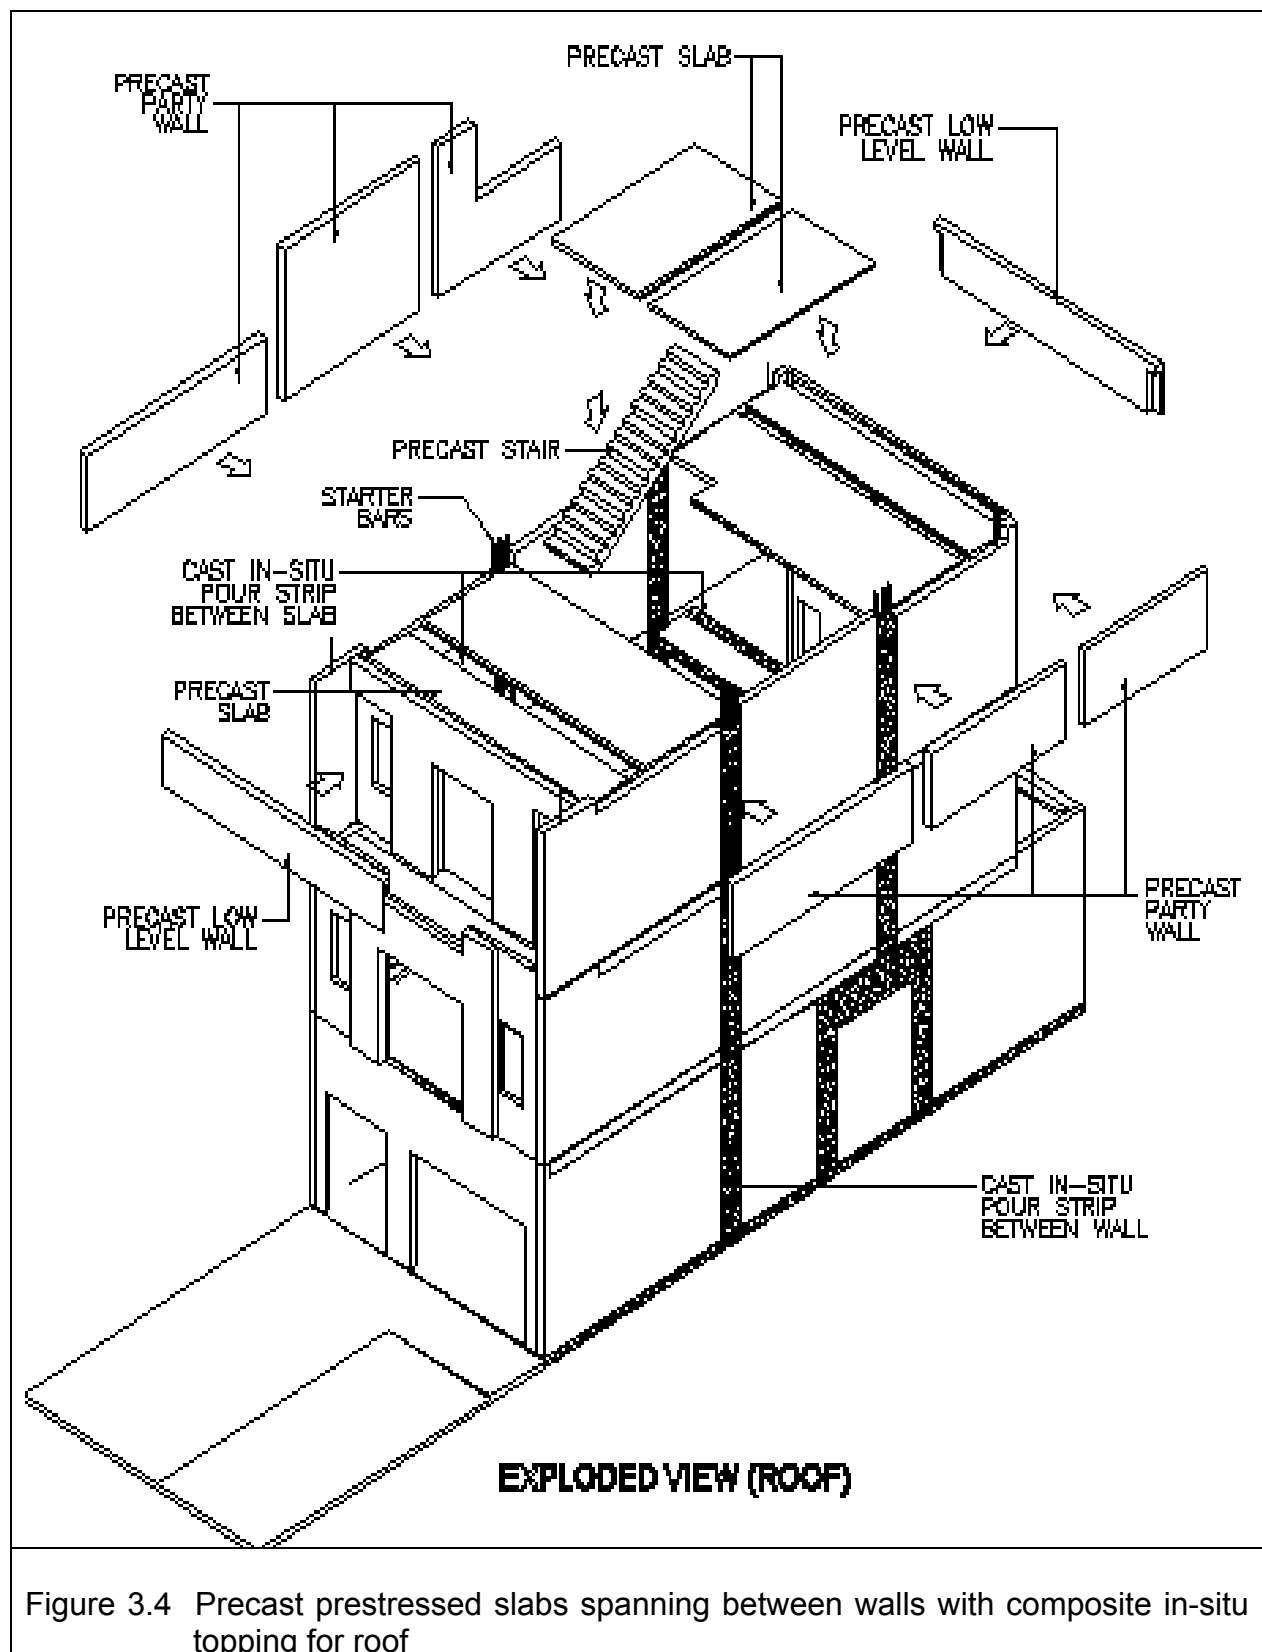 PRECAST SLAB
PRECAST
PARTY
WALL
PRECAST LOW
LEVEL WALL
PRECAST STAIR
STARTER
BARS
CAST IN-SITU
POUR STRIP
BETWEEN SLAB
PRECAST
SLAB
PRECAST LOW
LEVEL WALL
PRECAST
PARTY
WALL
CAST IN-SITU
POUR STRIP
BETWEEN WALL
EXPLODED VIEW (ROOF)
Figure 3.4 Precast prestressed slabs spanning between walls with composite in-situ
topping for roof